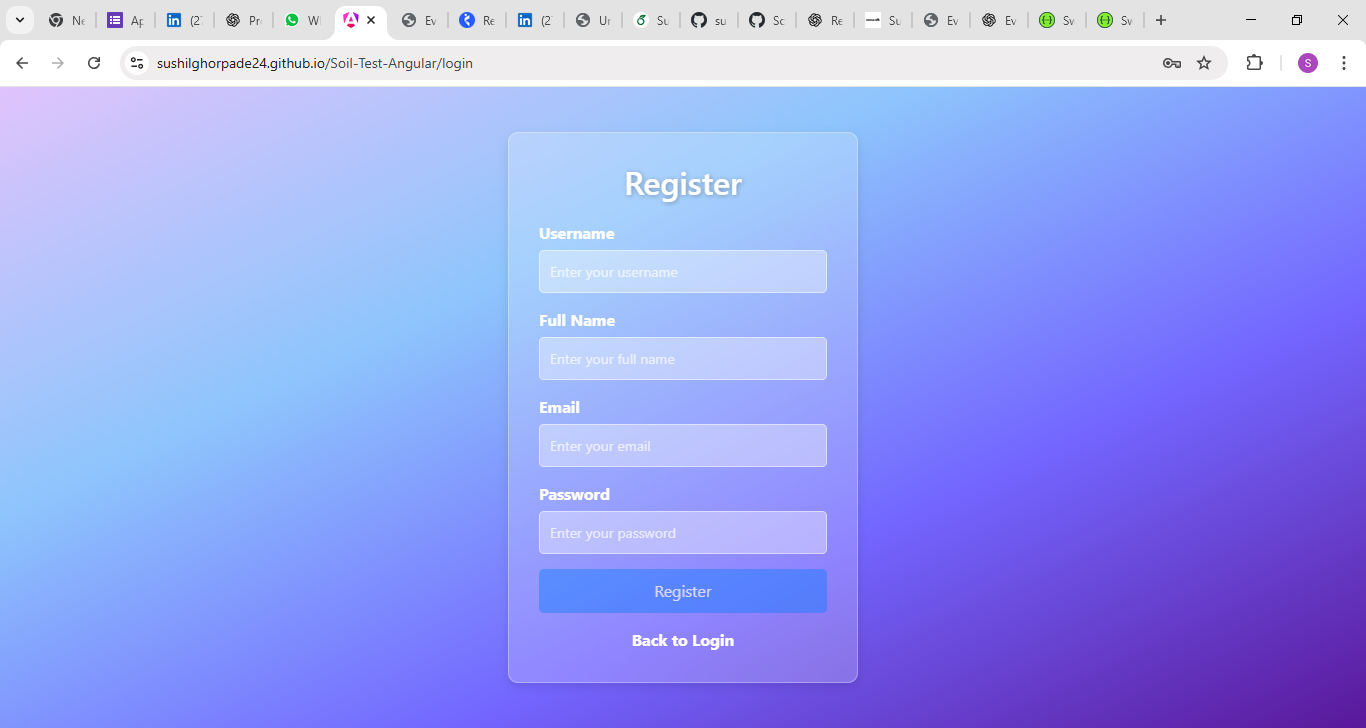 Ne Ap (2 Pr W Ev Re (2 Ur Su su Sc Re Su Ev Ev Sw Sw
sushilghorpade24.github.io/Soil-Test-Angular/login
S
Register
Username
Enter your username
Full Name
Enter your full name
Email
Enter your email
Password
Enter your password
Register
Back to Login